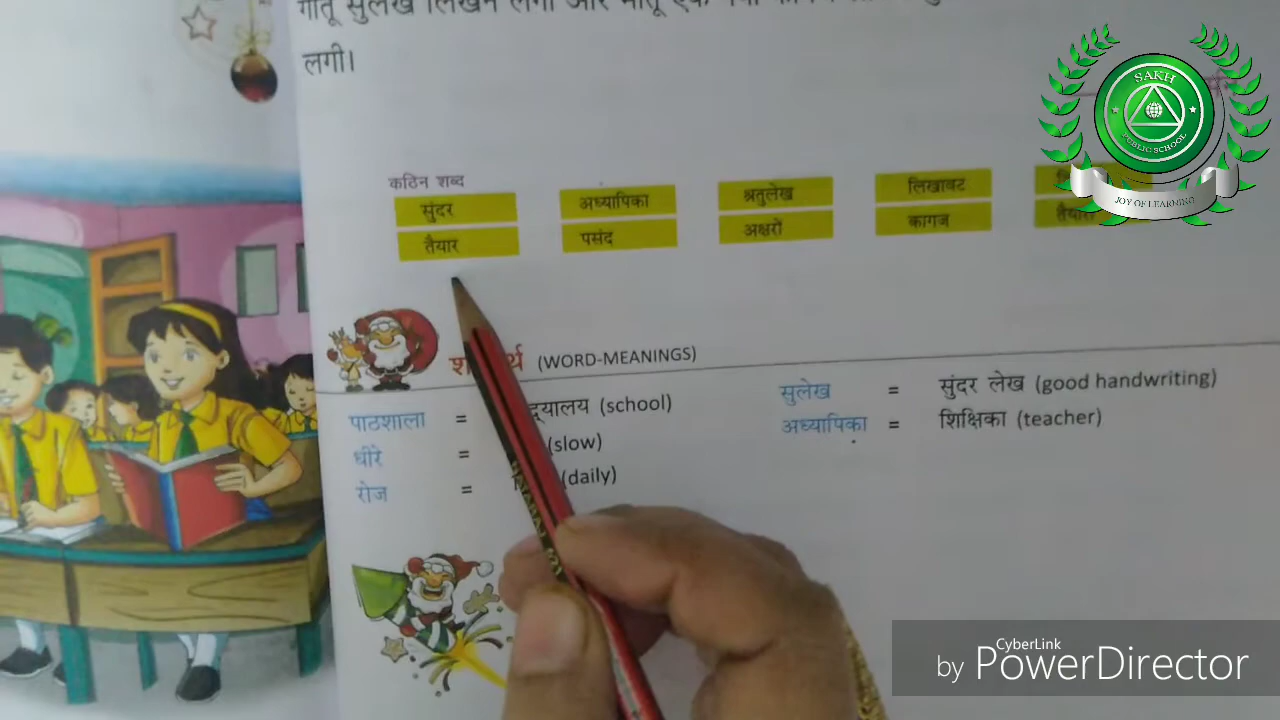 लगी।
कठिन शब्द
सुंदर अध्यापिका श्रतुलेख लिखावट
तैयार पसंद अक्षरों कागज तैयारी
(WORD-MEANINGS)
पाठशाला = (school) सुलेख = सुंदर लेख (good handwriting)
धीरे = (slow) अध्यापिका = शिक्षिका (teacher)
रोज = (daily)
SAKH
PUBLIC SCHOOL
JOY OF LEARNING
CyberLink
by PowerDirector